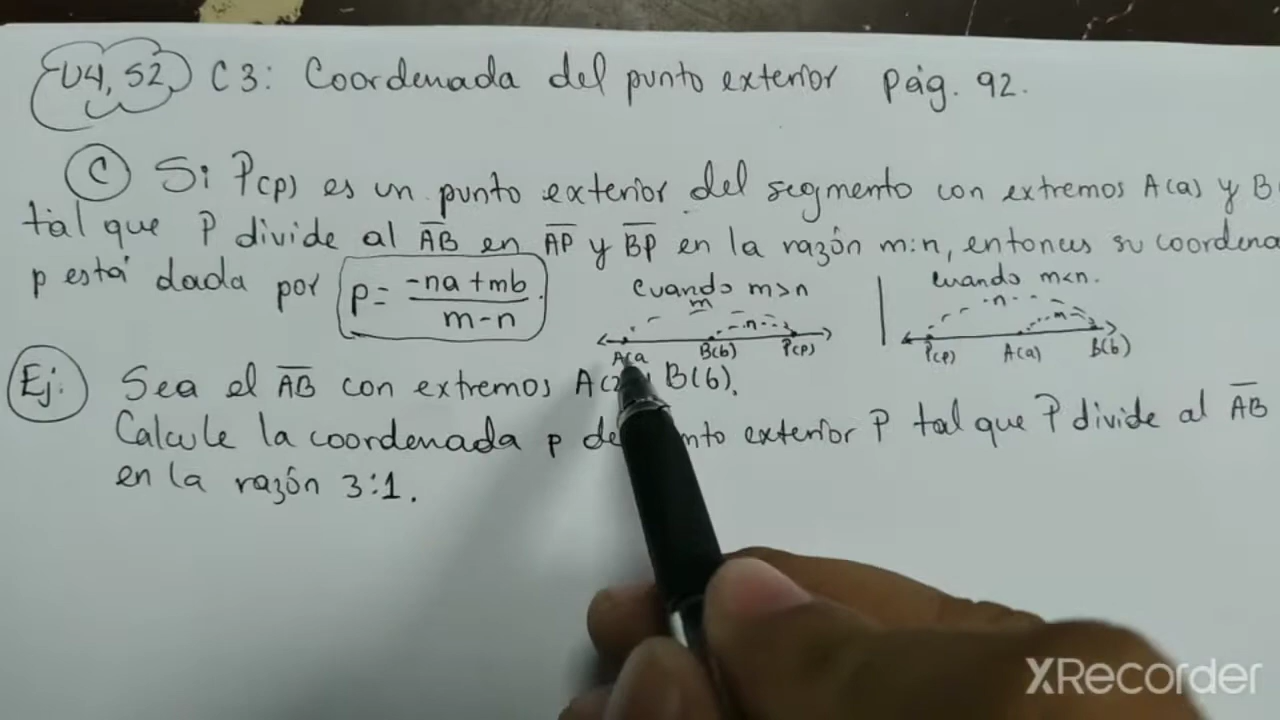 U4, S2 C3: Coordenada del punto exterior Pág. 92.
C Si P(p) es un punto exterior del segmento con extremos A(a) y B
tal que P divide al AB en AP y BP en la razón m:n, entonces su coordena
p está dada por p = -na + mb / m - n . cuando m>n cuando m<n.
m n n m
A(a B(b) P(p) P(p) A(a) B(b)
Ej: Sea el AB con extremos A(2 B(6).
Calcule la coordenada p de exterior P tal que P divide al AB
en la razón 3:1.
XRecorder